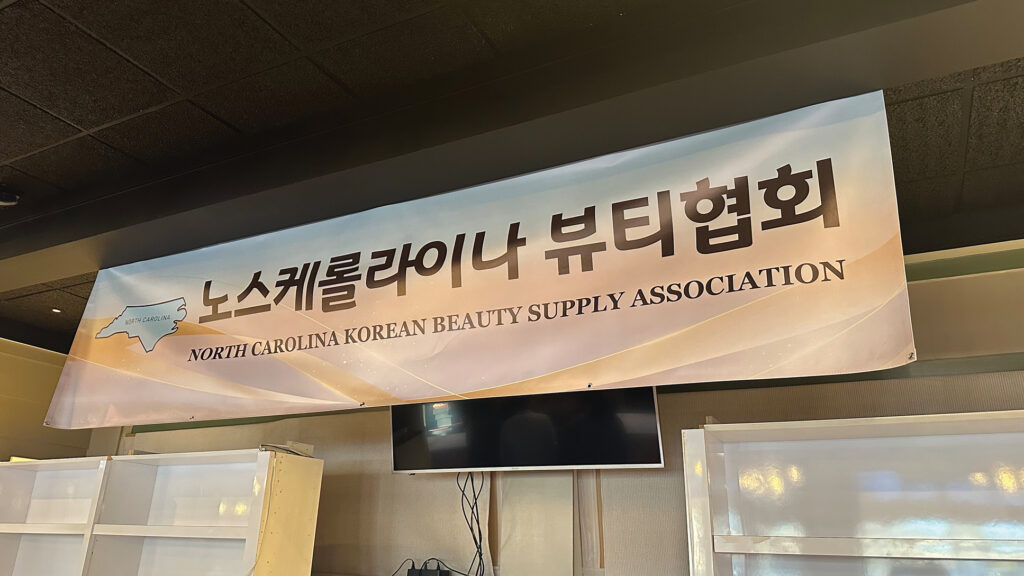 노스케롤라이나 뷰티협회
NORTH CAROLINA
NORTH CAROLINA KOREAN BEAUTY SUPPLY ASSOCIATION